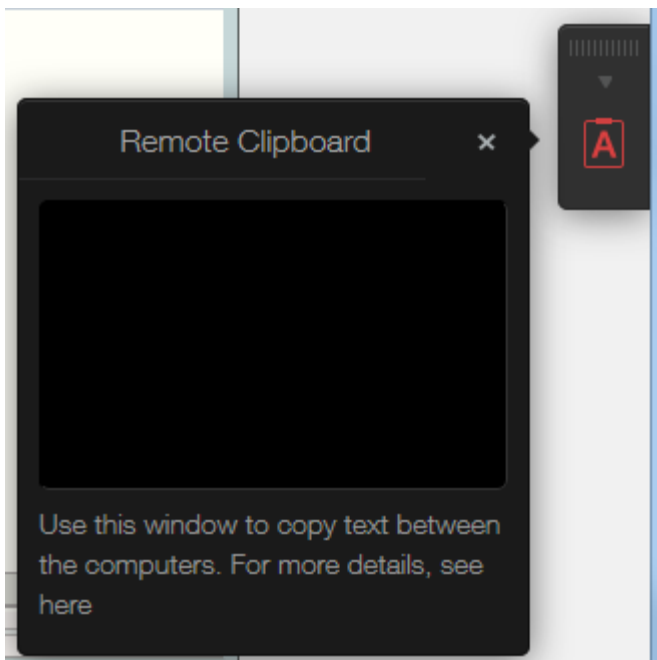 Remote Clipboard ×
A
Use this window to copy text between
the computers. For more details, see
here